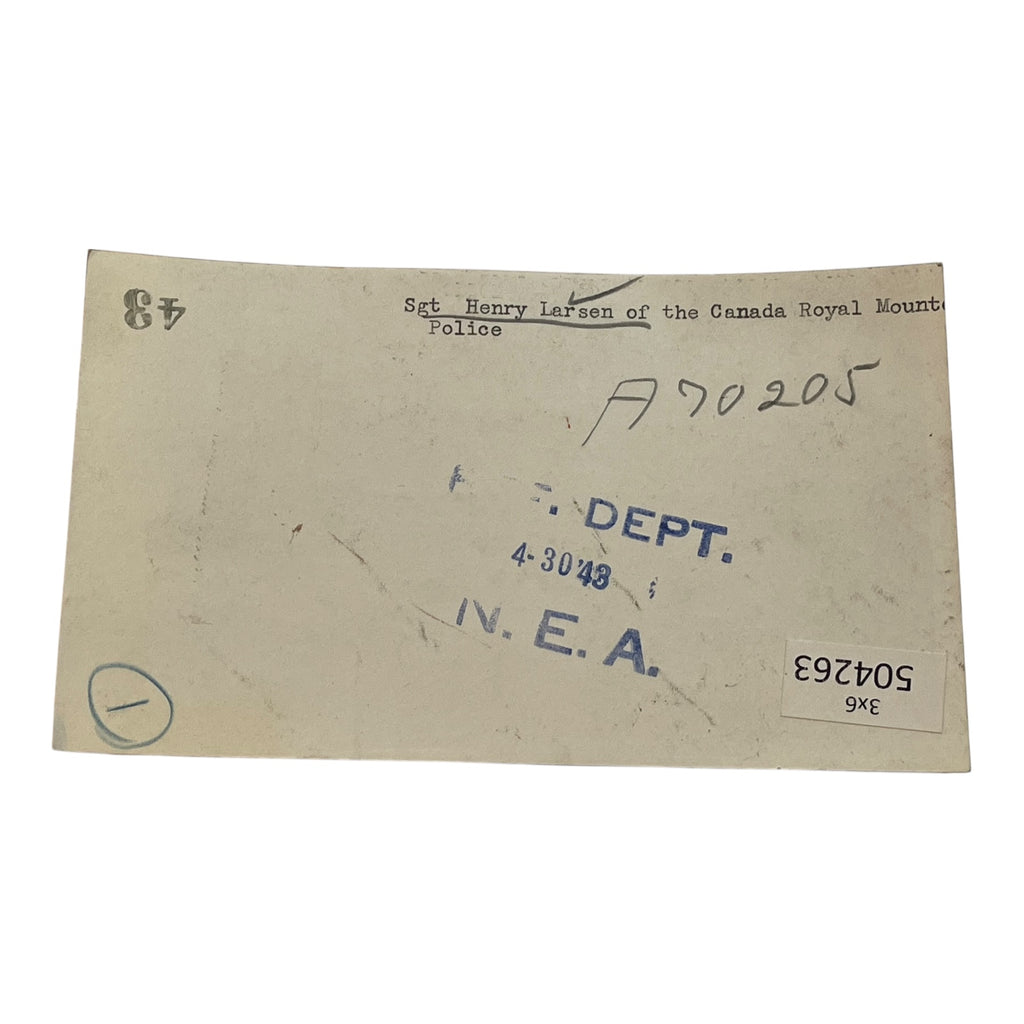 43
Sgt Henry Larsen of the Canada Royal Mounte
Police
A70205
. DEPT.
4-30'43
N. E. A.
504263
3x6
1